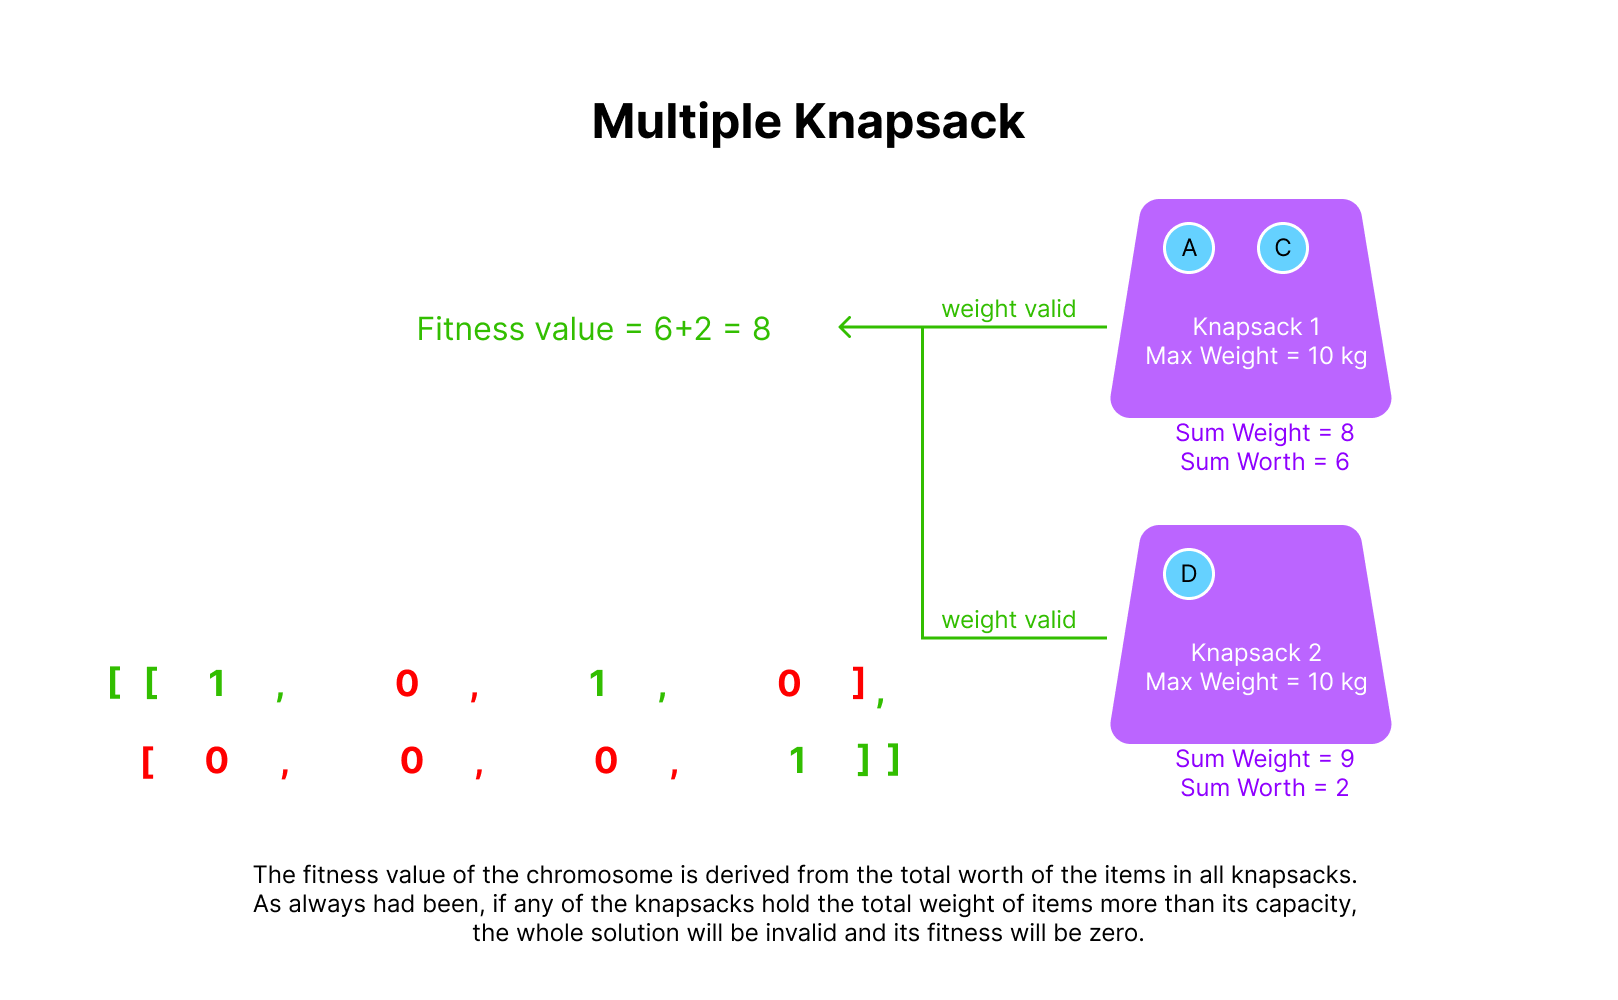 Multiple Knapsack
A C
weight valid
Fitness value = 6+2 = 8
Knapsack 1
Max Weight = 10 kg
Sum Weight = 8
Sum Worth = 6
D
weight valid
Knapsack 2
Max Weight = 10 kg
Sum Weight = 9
Sum Worth = 2
[ [ 1 , 0 , 1 , 0 ] ,
[ 0 , 0 , 0 , 1 ] ]
The fitness value of the chromosome is derived from the total worth of the items in all knapsacks.
As always had been, if any of the knapsacks hold the total weight of items more than its capacity,
the whole solution will be invalid and its fitness will be zero.